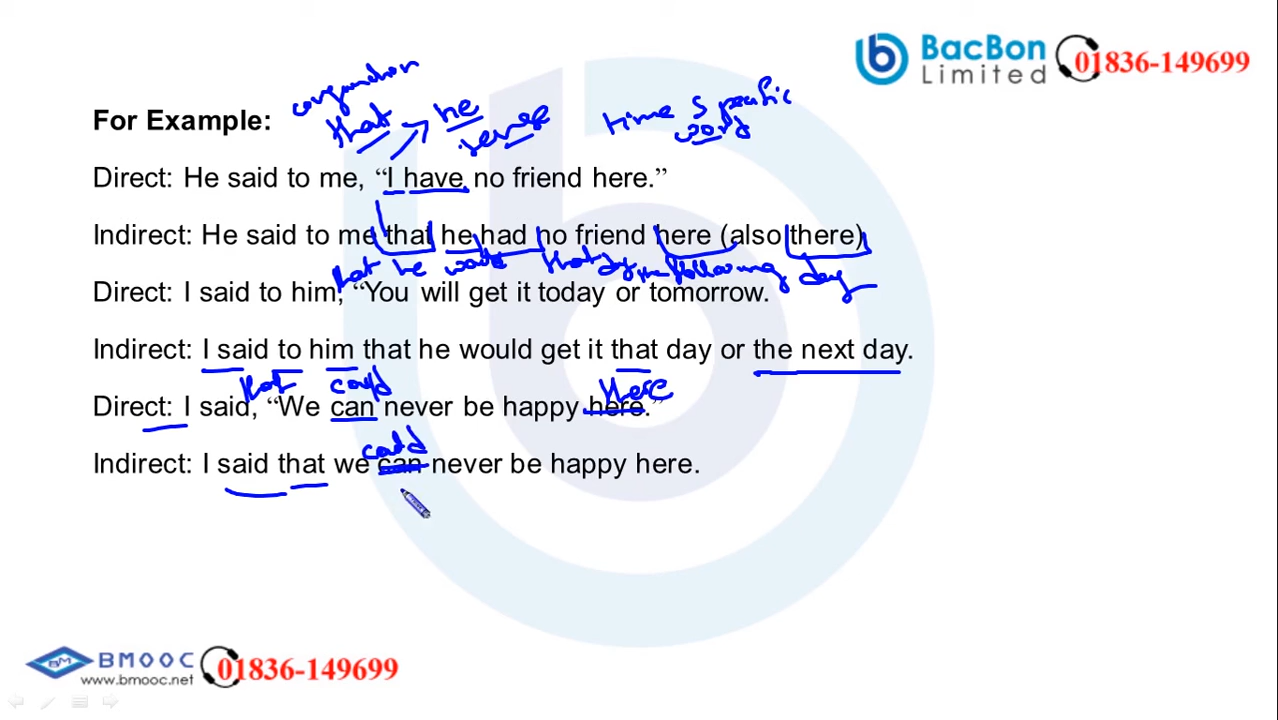 BacBon
Limited
01836-149699
conjunction
that he
tense
time specific
word
For Example:
Direct: He said to me, “I have no friend here.”
Indirect: He said to me that he had no friend here (also there)
that he would that day the following day
Direct: I said to him, “You will get it today or tomorrow.
Indirect: I said to him that he would get it that day or the next day.
that could there
Direct: I said, “We can never be happy here.”
could
Indirect: I said that we can never be happy here.
BMOOC
www.bmooc.net
01836-149699